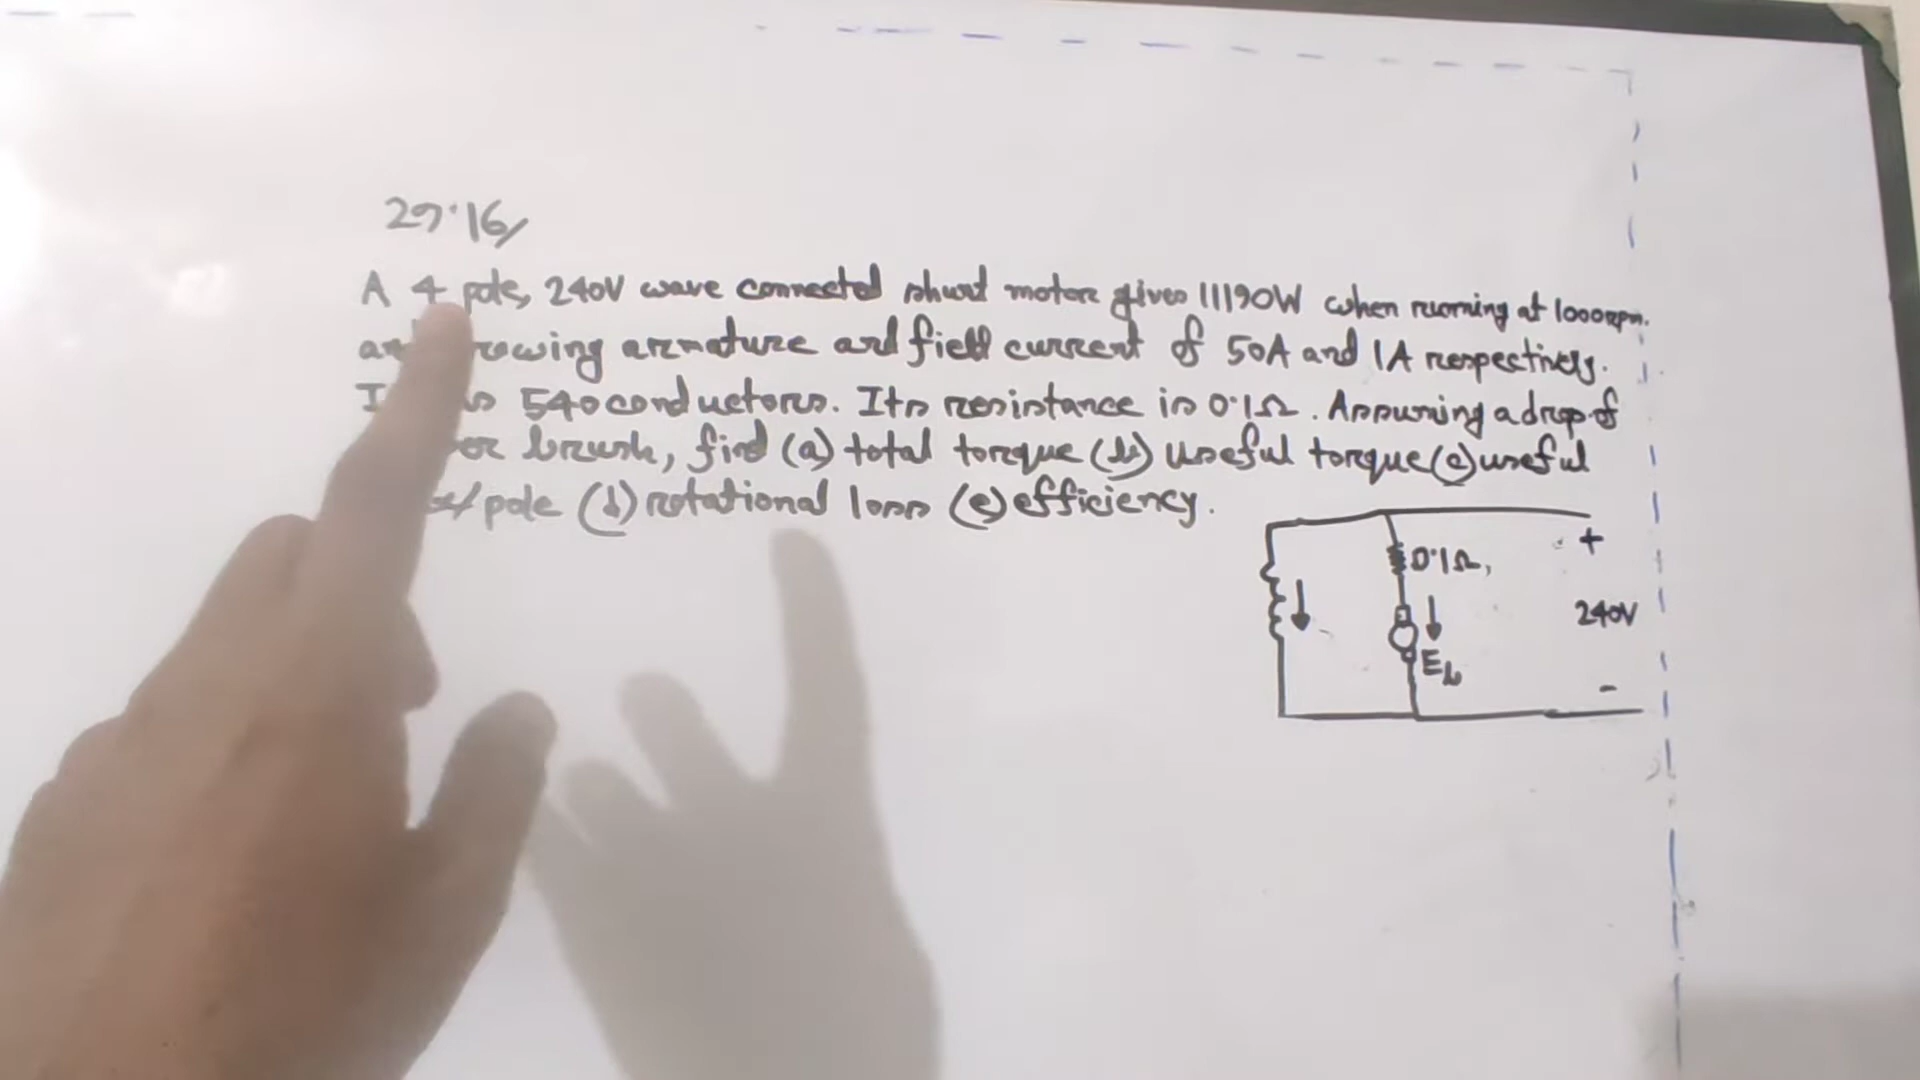 29.16/
A 4 pole, 240V wave connected shunt motor gives 11190W when running at 1000rpm.
armature and field current of 50A and 1A respectively.
540 conductors. Its resistance is 0.1Ω. Assuming a drop of
brush, find (a) total torque (b) useful torque (c) useful
/pole (d) rotational loss (e) efficiency.
0.1Ω,
+
240V
Eb
-